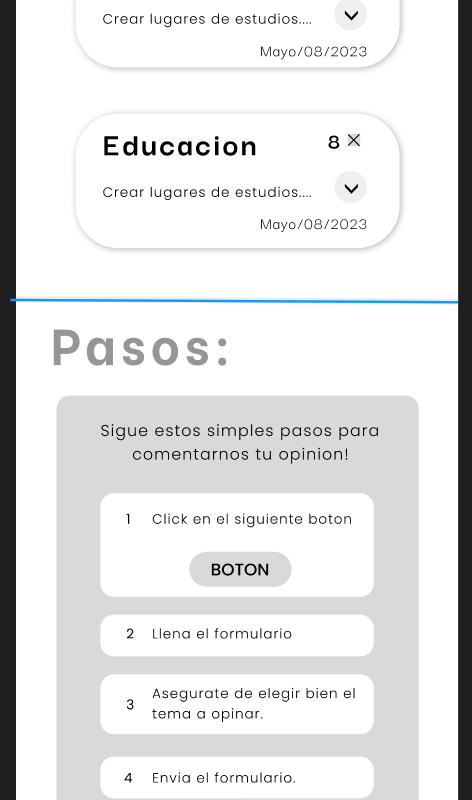 Crear lugares de estudios....
Mayo/08/2023
Educacion 8
Crear lugares de estudios....
Mayo/08/2023
Pasos:
Sigue estos simples pasos para
comentarnos tu opinion!
1 Click en el siguiente boton
BOTON
2 Llena el formulario
3 Asegurate de elegir bien el
tema a opinar.
4 Envia el formulario.